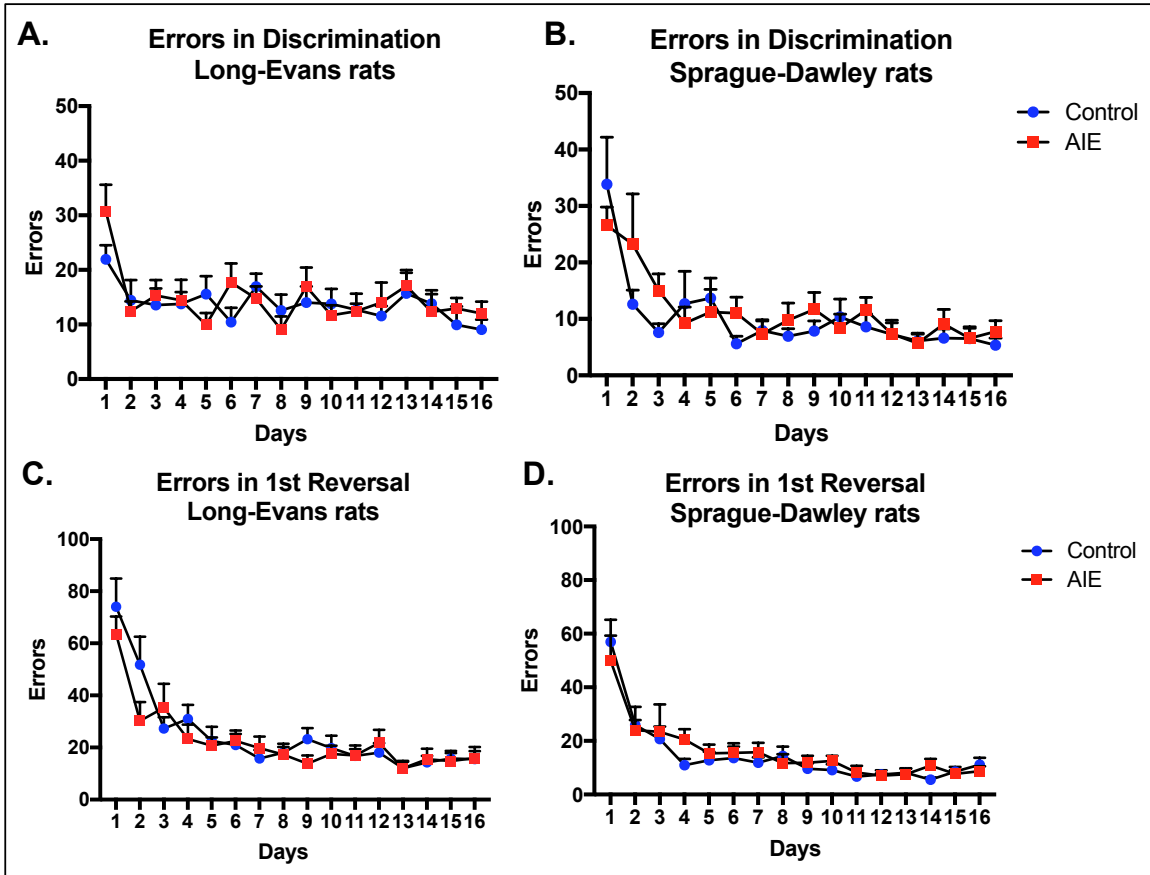 A.
Errors in Discrimination
Long-Evans rats
Errors
50
40
30
20
10
0
1 2 3 4 5 6 7 8 9 10 11 12 13 14 15 16
Days
B.
Errors in Discrimination
Sprague-Dawley rats
Errors
50
40
30
20
10
0
1 2 3 4 5 6 7 8 9 10 11 12 13 14 15 16
Days
Control
AIE
C.
Errors in 1st Reversal
Long-Evans rats
Errors
100
80
60
40
20
0
1 2 3 4 5 6 7 8 9 10 11 12 13 14 15 16
Days
D.
Errors in 1st Reversal
Sprague-Dawley rats
Errors
100
80
60
40
20
0
1 2 3 4 5 6 7 8 9 10 11 12 13 14 15 16
Days
Control
AIE